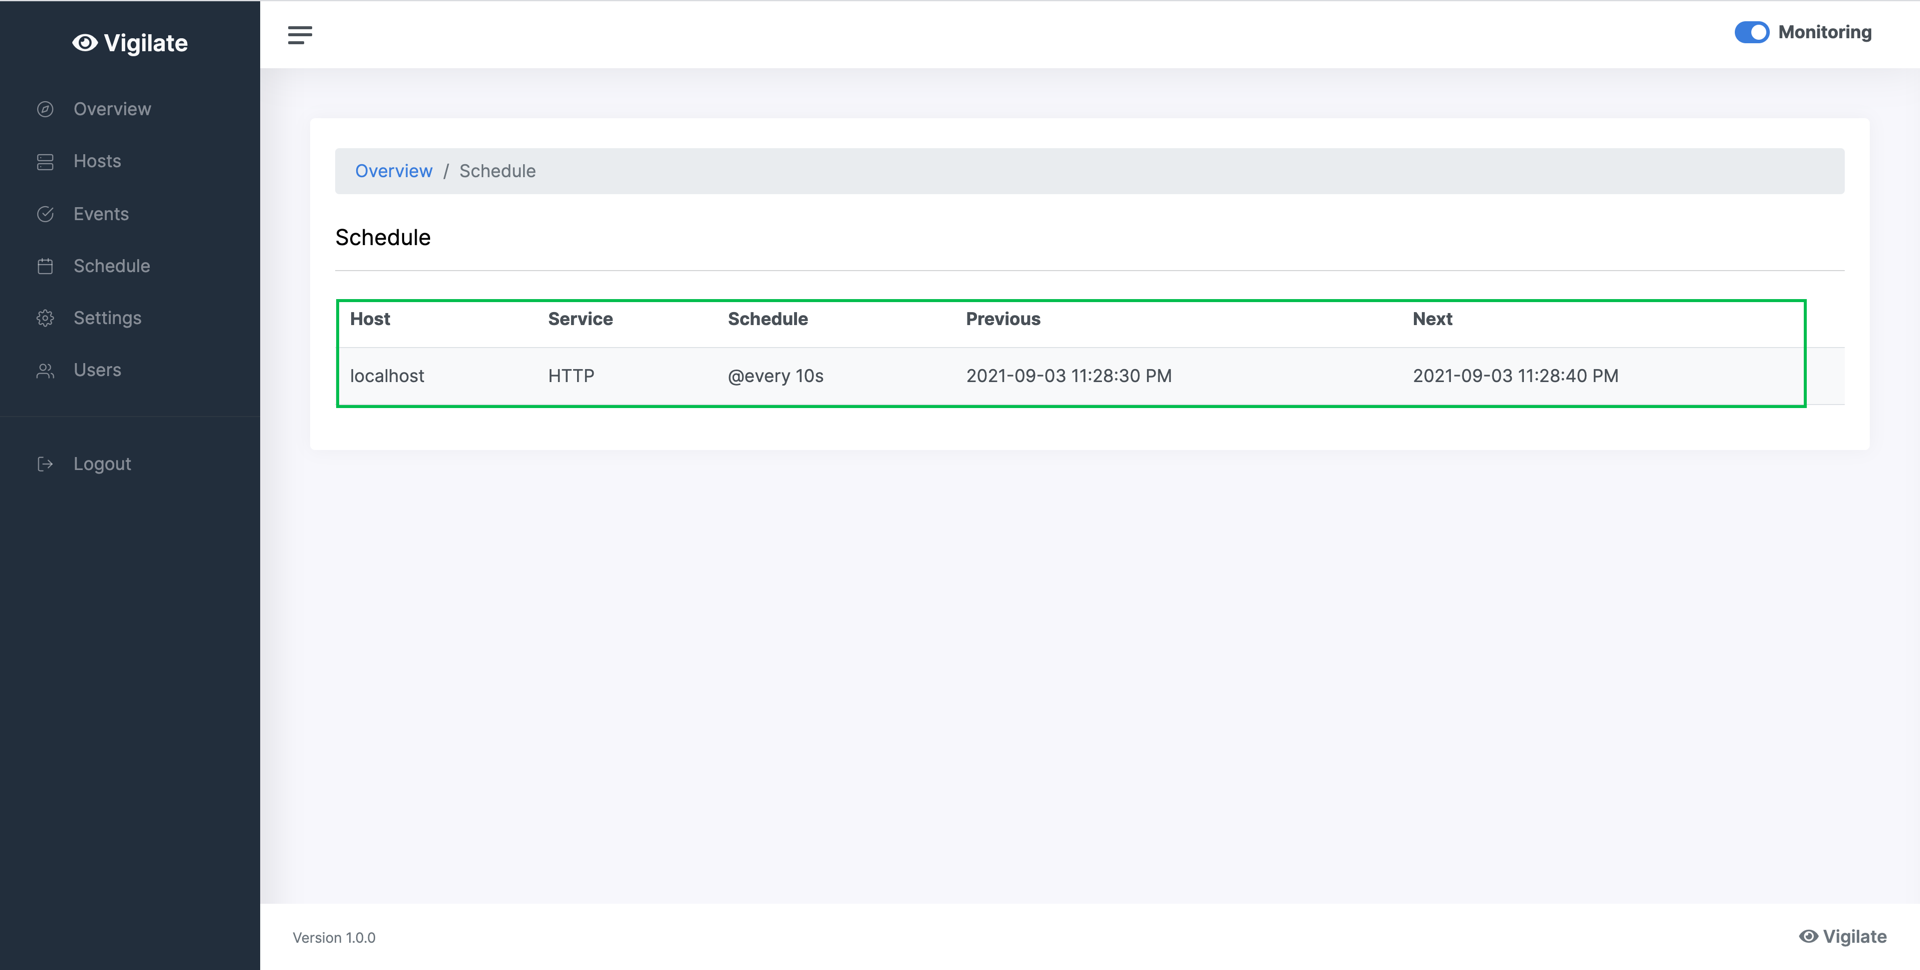 Vigilate
Monitoring
Overview
Hosts
Events
Schedule
Settings
Users
Logout
Overview / Schedule
Schedule
Host Service Schedule Previous Next
localhost HTTP @every 10s 2021-09-03 11:28:30 PM 2021-09-03 11:28:40 PM
Version 1.0.0
Vigilate